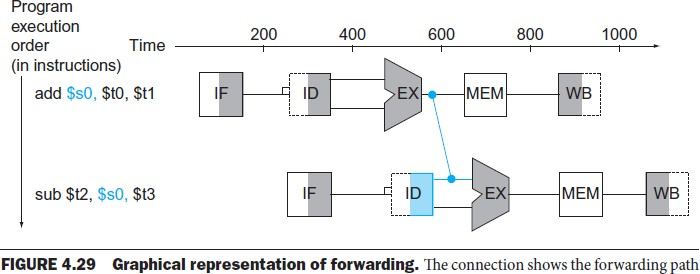 Program
execution
order
(in instructions)
Time
200 400 600 800 1000
add $s0, $t0, $t1
IF ID EX MEM WB
sub $t2, $s0, $t3
IF ID EX MEM WB
FIGURE 4.29 Graphical representation of forwarding. The connection shows the forwarding path